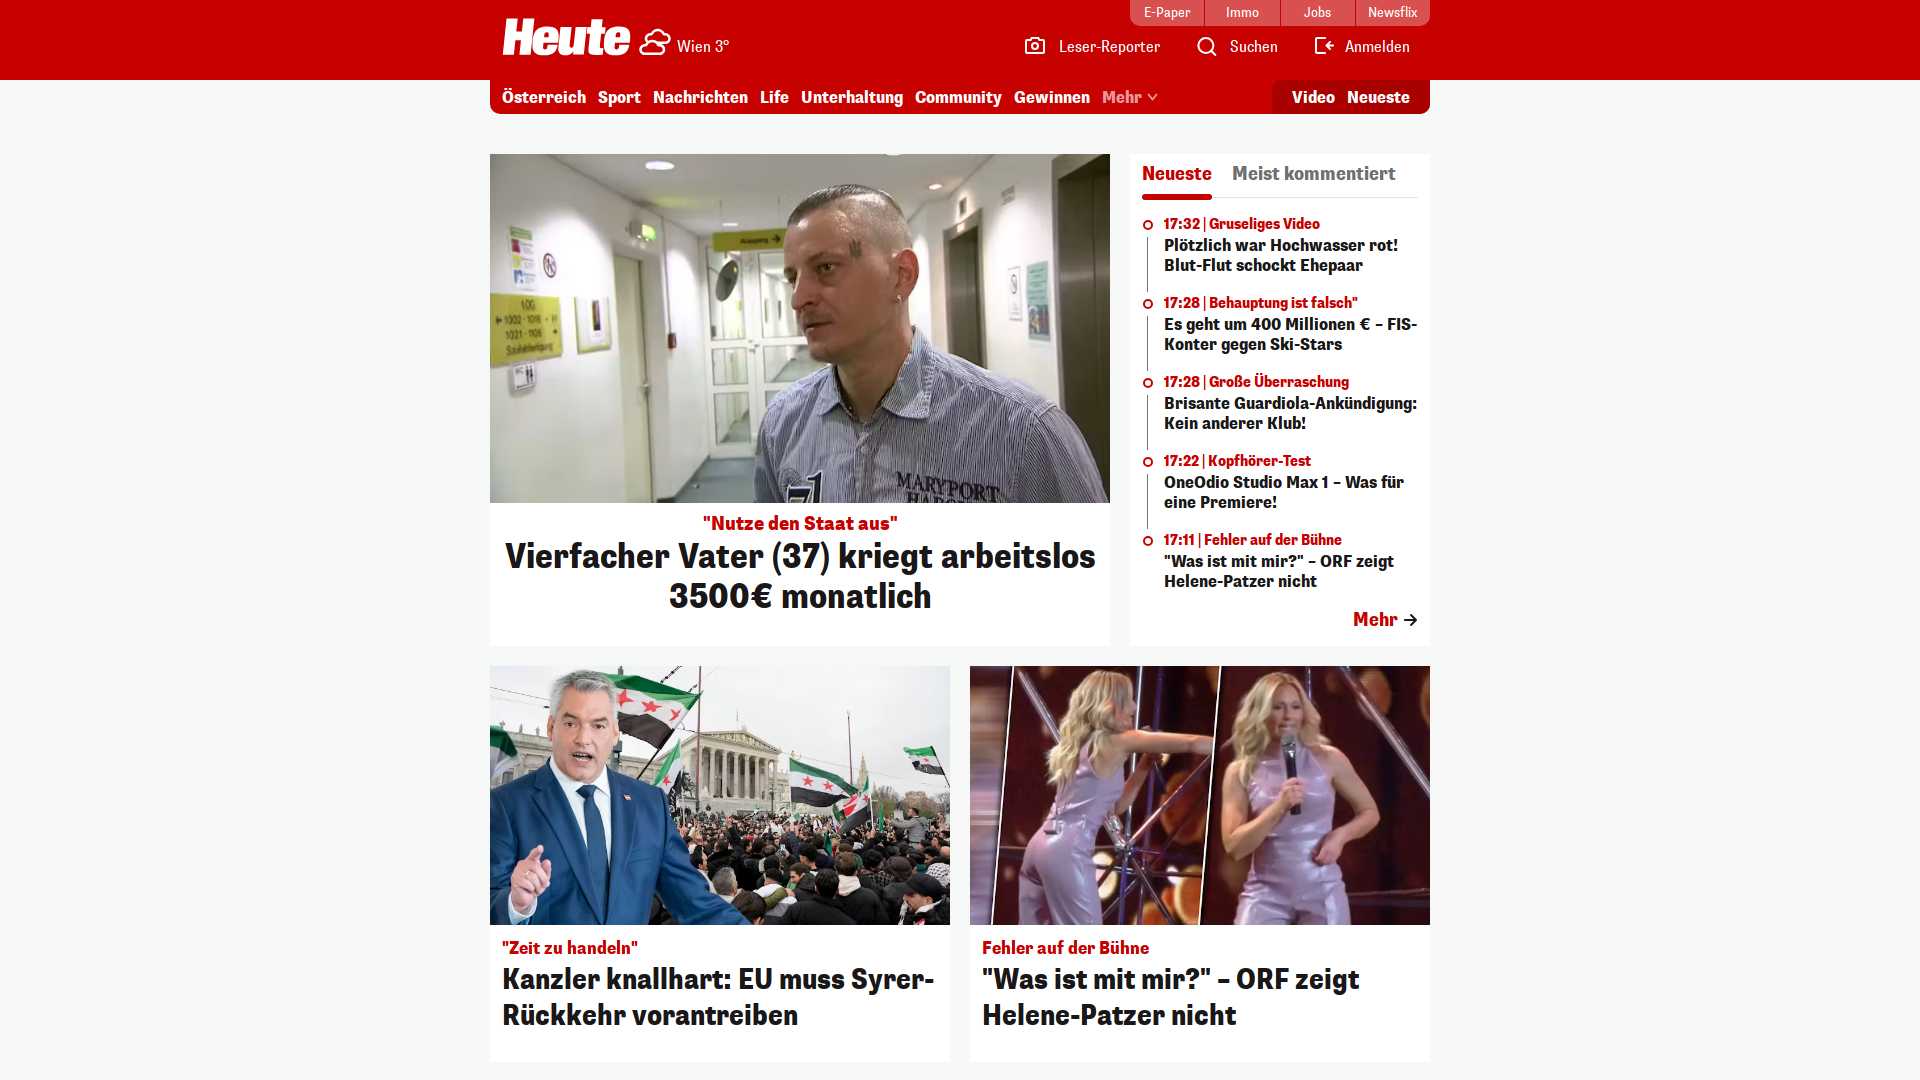 E-Paper
Immo
Jobs
Newsflix
Heute
Wien 3°
Leser-Reporter
Suchen
Anmelden
Österreich
Sport
Nachrichten
Life
Unterhaltung
Community
Gewinnen
Mehr
Video
Neueste
Ausgang
MARYPORT
71
"Nutze den Staat aus"
Vierfacher Vater (37) kriegt arbeitslos
3500€ monatlich
Neueste
Meist kommentiert
17:32 | Gruseliges Video
Plötzlich war Hochwasser rot!
Blut-Flut schockt Ehepaar
17:28 | Behauptung ist falsch"
Es geht um 400 Millionen € – FIS-
Konter gegen Ski-Stars
17:28 | Große Überraschung
Brisante Guardiola-Ankündigung:
Kein anderer Klub!
17:22 | Kopfhörer-Test
OneOdio Studio Max 1 – Was für
eine Premiere!
17:11 | Fehler auf der Bühne
"Was ist mit mir?" – ORF zeigt
Helene-Patzer nicht
Mehr
"Zeit zu handeln"
Kanzler knallhart: EU muss Syrer-
Rückkehr vorantreiben
Fehler auf der Bühne
"Was ist mit mir?" – ORF zeigt
Helene-Patzer nicht